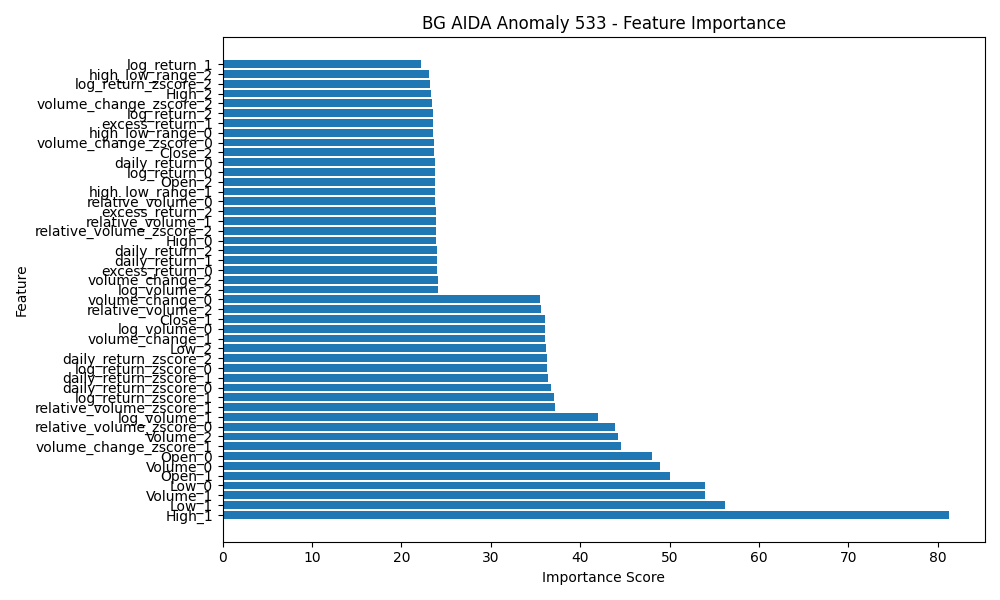 BG AIDA Anomaly 533 - Feature Importance
log_return_1
high_low_range_2
log_return_zscore_2
High_2
volume_change_zscore_2
log_return_2
excess_return_1
high_low_range_0
volume_change_zscore_0
Close_2
daily_return_0
log_return_0
Open_2
high_low_range_1
relative_volume_0
excess_return_2
relative_volume_1
relative_volume_zscore_2
High_0
daily_return_2
daily_return_1
excess_return_0
volume_change_2
log_volume_2
volume_change_0
relative_volume_2
Close_1
log_volume_0
volume_change_1
Low_2
daily_return_zscore_2
log_return_zscore_0
daily_return_zscore_1
daily_return_zscore_0
log_return_zscore_1
relative_volume_zscore_1
log_volume_1
relative_volume_zscore_0
Volume_2
volume_change_zscore_1
Open_0
Volume_0
Open_1
Low_0
Volume_1
Low_1
High_1
Feature
0 10 20 30 40 50 60 70 80
Importance Score